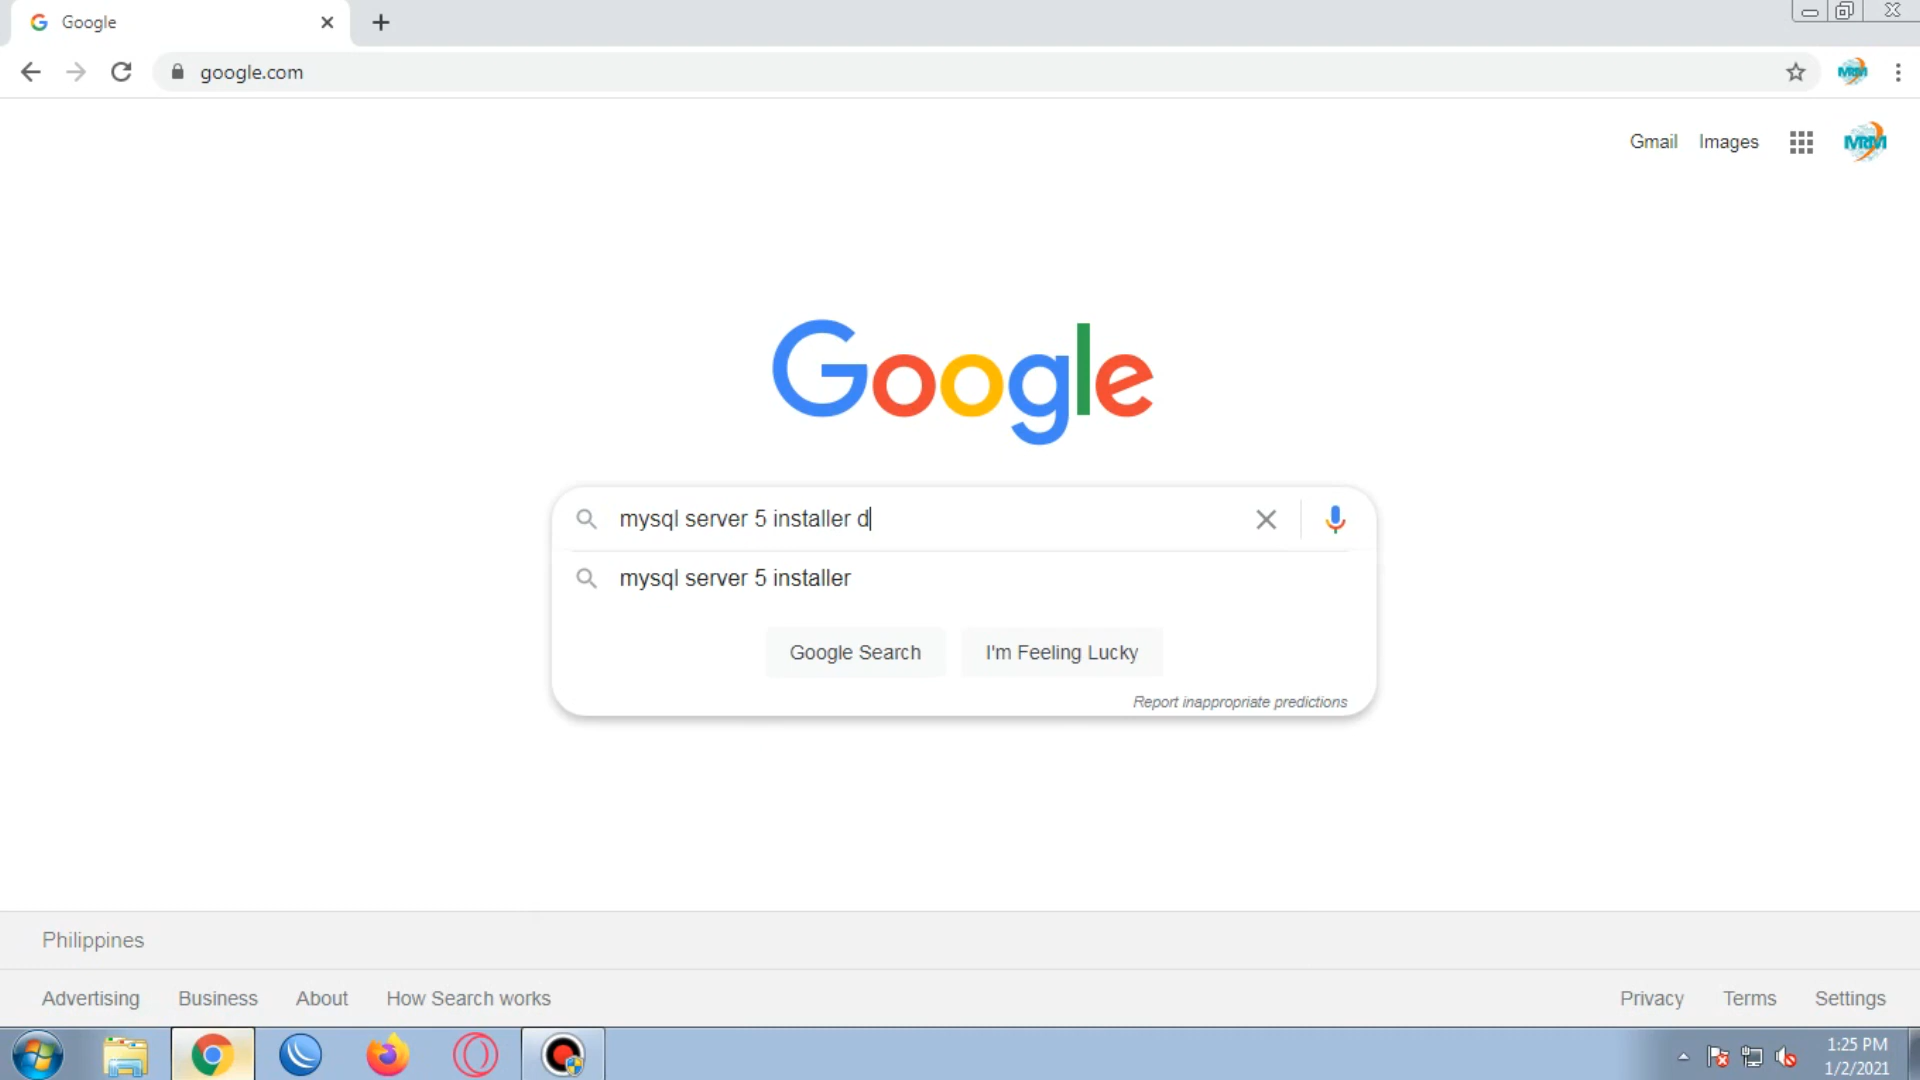 Google
google.com
Gmail Images
MRM
Google
mysql server 5 installer d
mysql server 5 installer
Google Search I'm Feeling Lucky
Report inappropriate predictions
Philippines
Advertising Business About How Search works Privacy Terms Settings
1:25 PM
1/2/2021